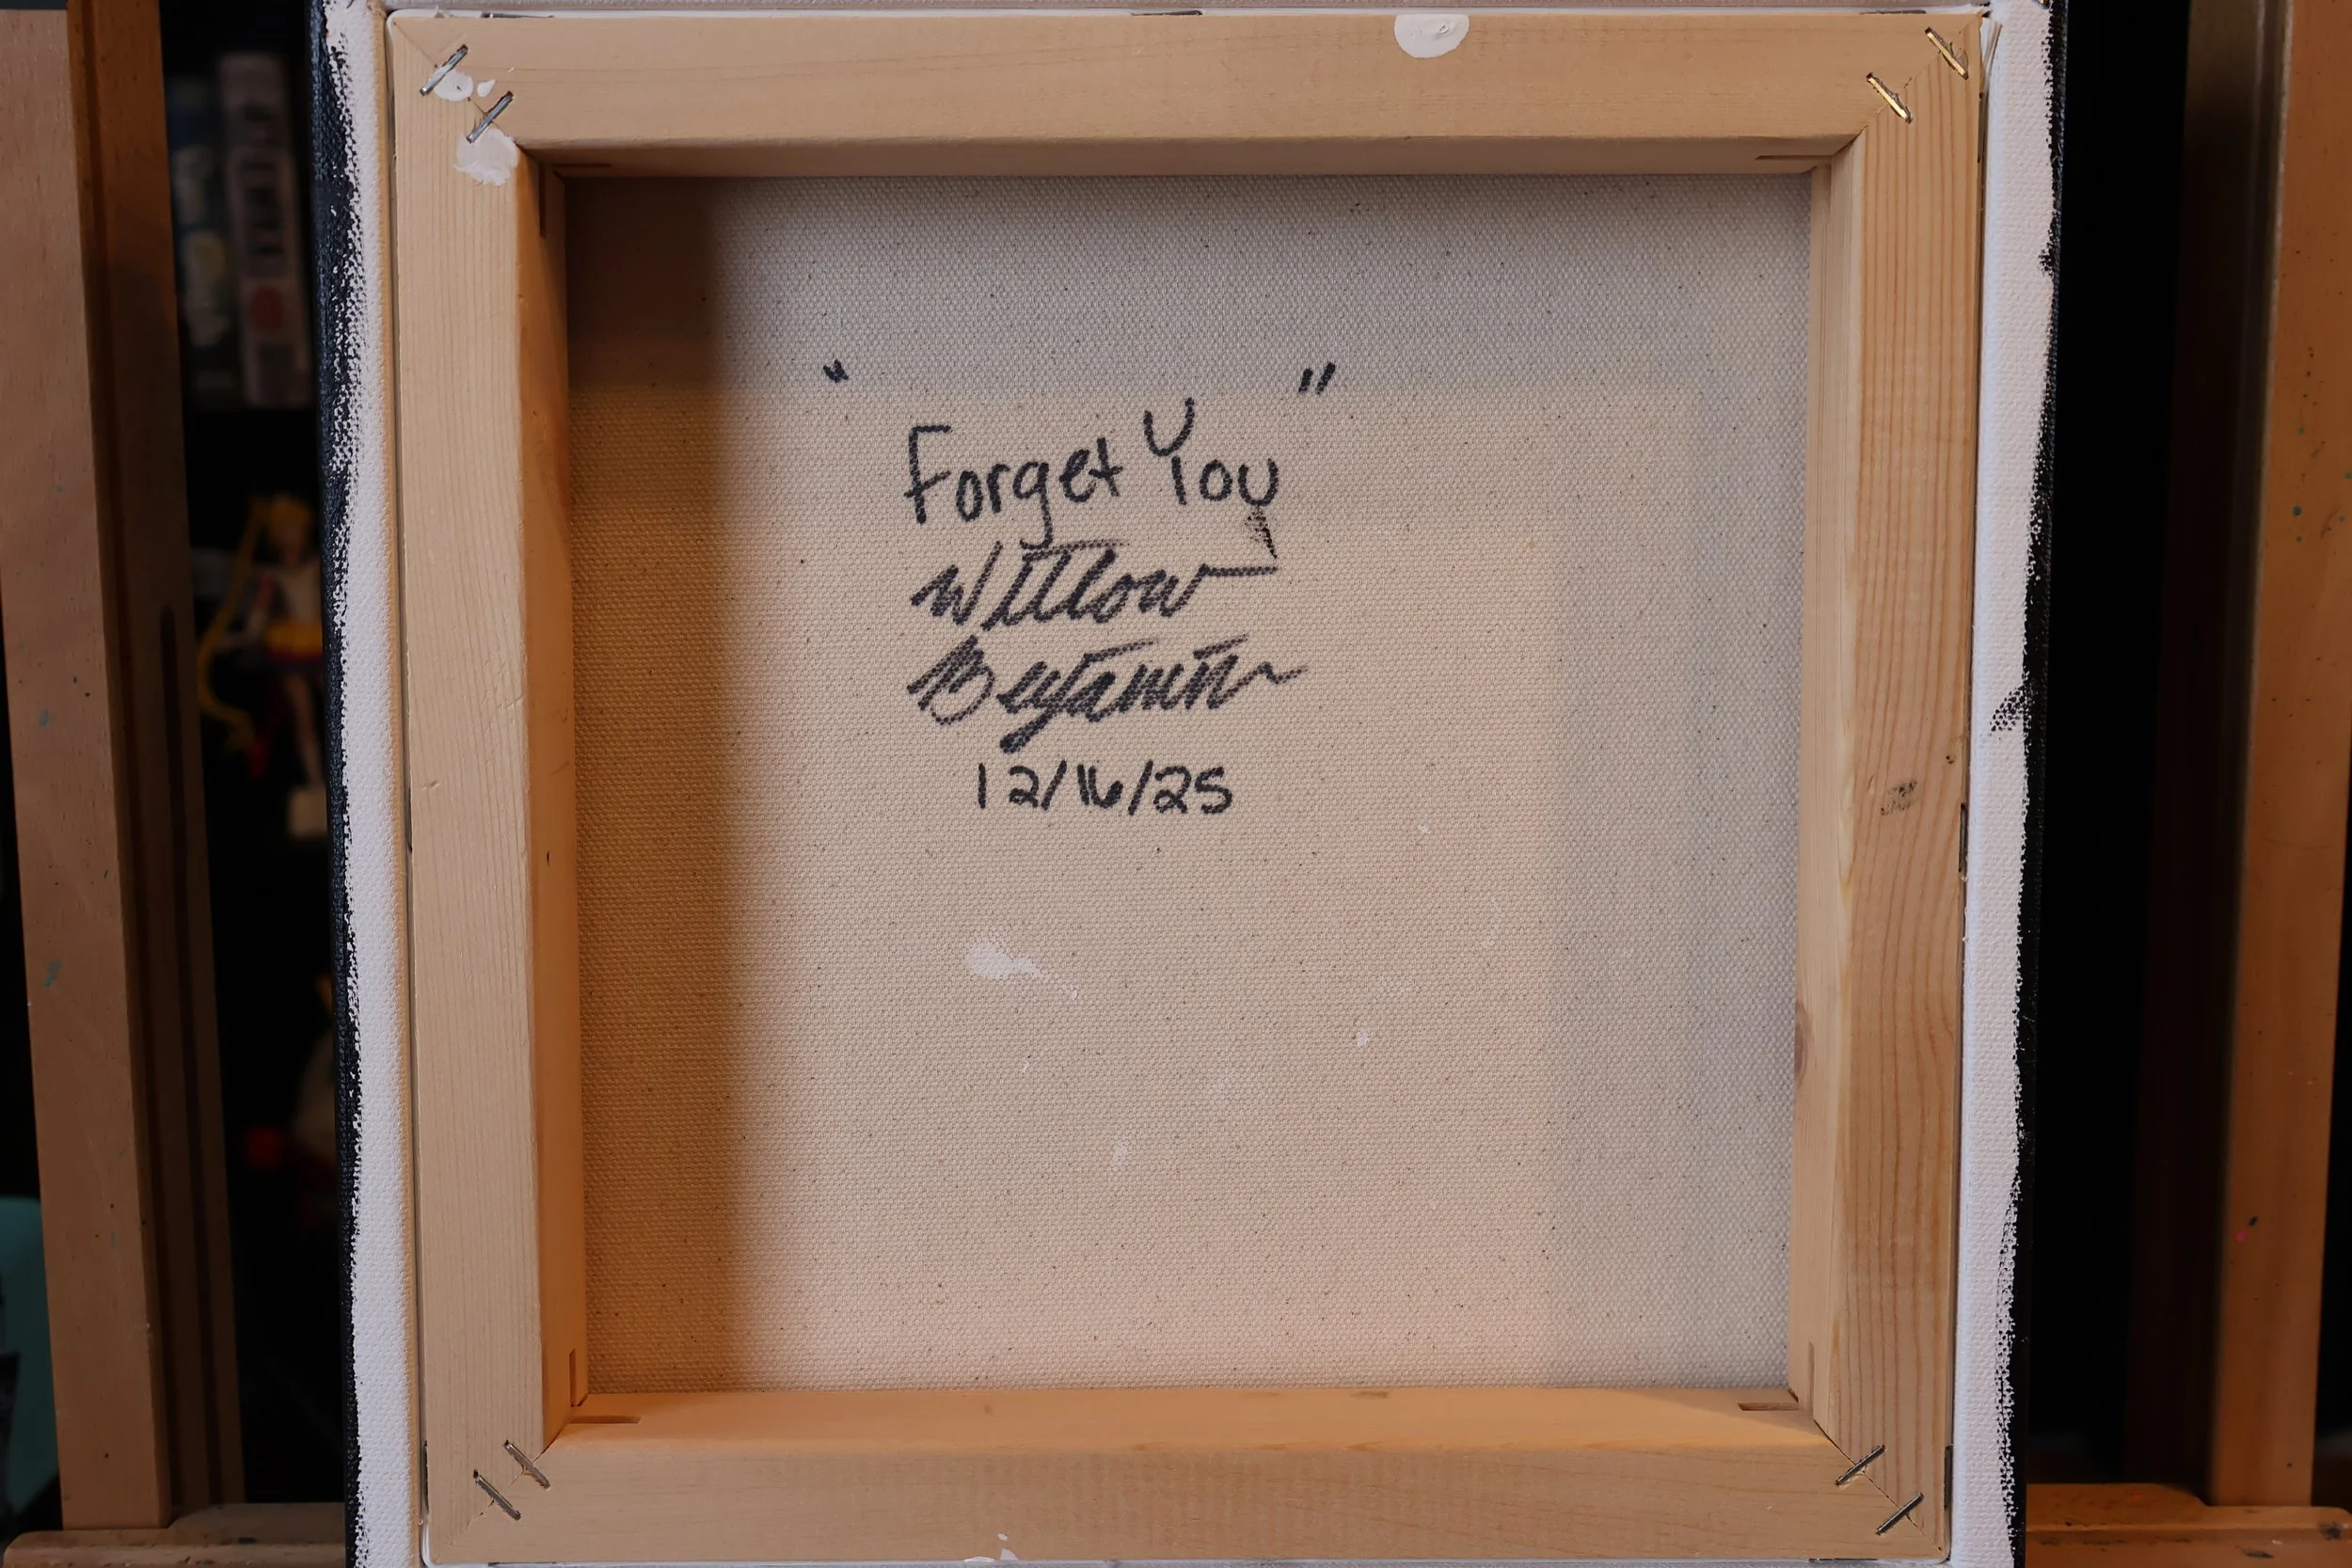 "Forget You"
Willow
Benjamin
12/16/25